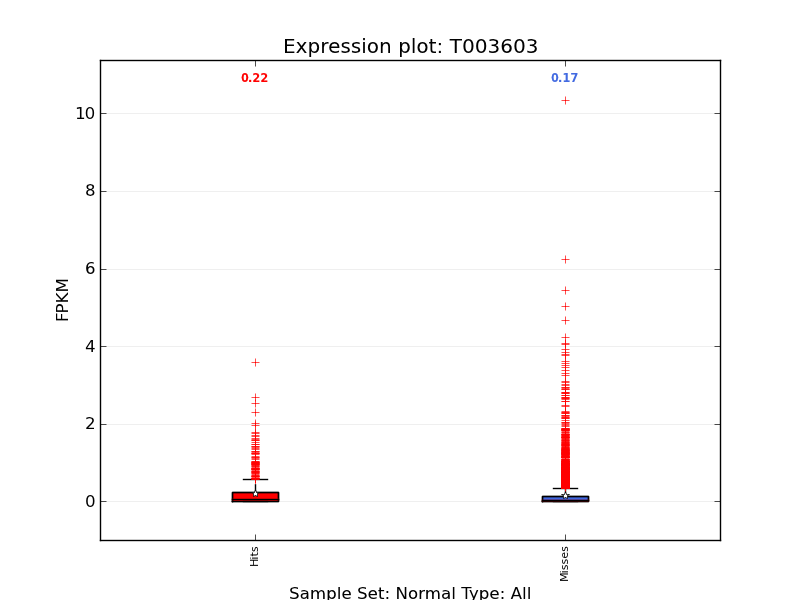 Expression plot: T003603
0.22
0.17
10
8
6
4
2
0
FPKM
Hits
Misses
Sample Set: Normal Type: All